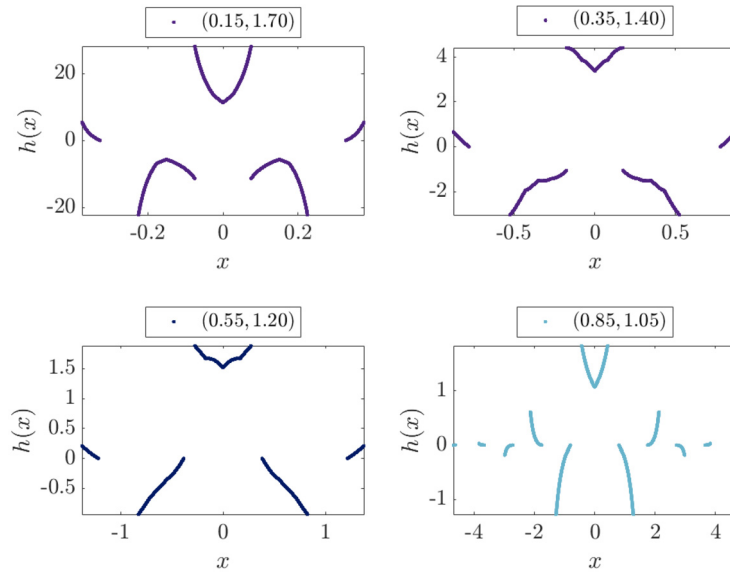 (0.15, 1.70)
20
0
-20
h(x)
-0.2 0 0.2
x
(0.35, 1.40)
4
2
0
-2
h(x)
-0.5 0 0.5
x
(0.55, 1.20)
1.5
1
0.5
0
-0.5
h(x)
-1 0 1
x
(0.85, 1.05)
1
0
-1
h(x)
-4 -2 0 2 4
x